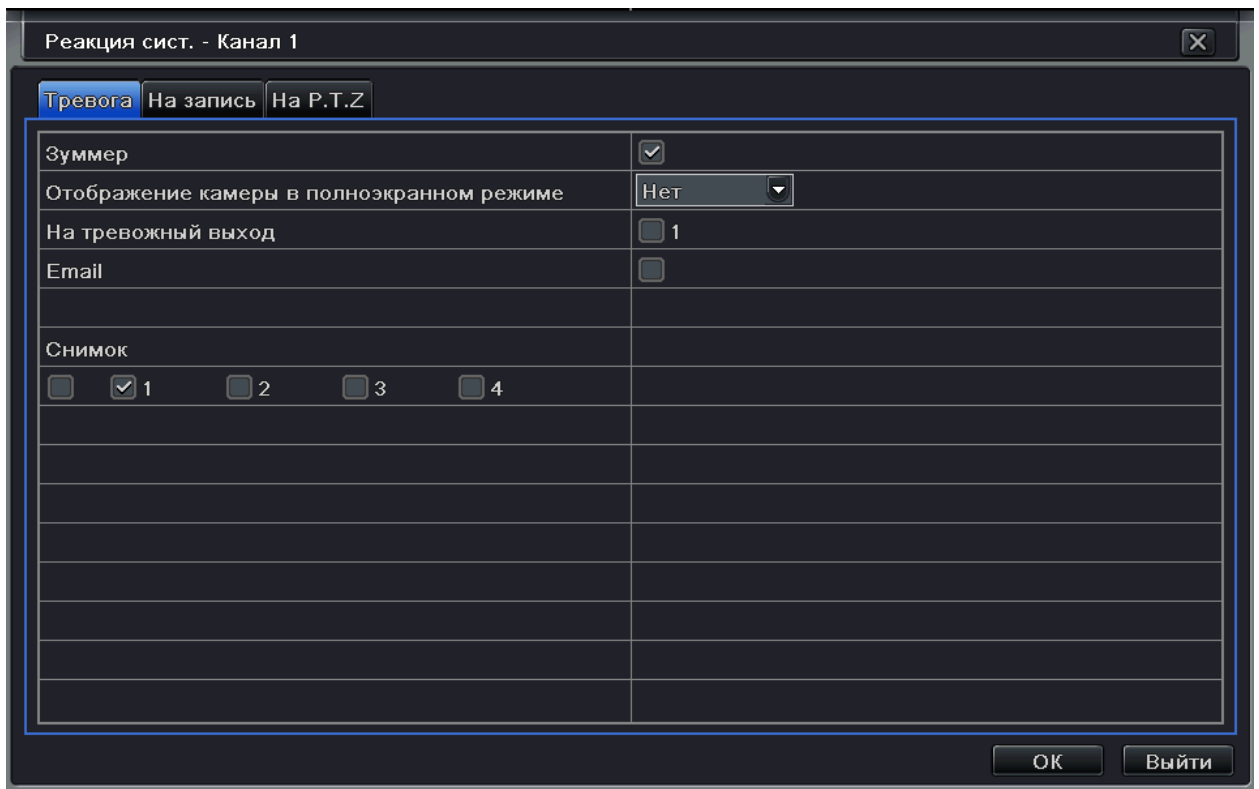 Реакция сист. - Канал 1
Тревога На запись На P.T.Z
Зуммер
Отображение камеры в полноэкранном режиме Нет
На тревожный выход 1
Email
Снимок
1 2 3 4
ОК Выйти